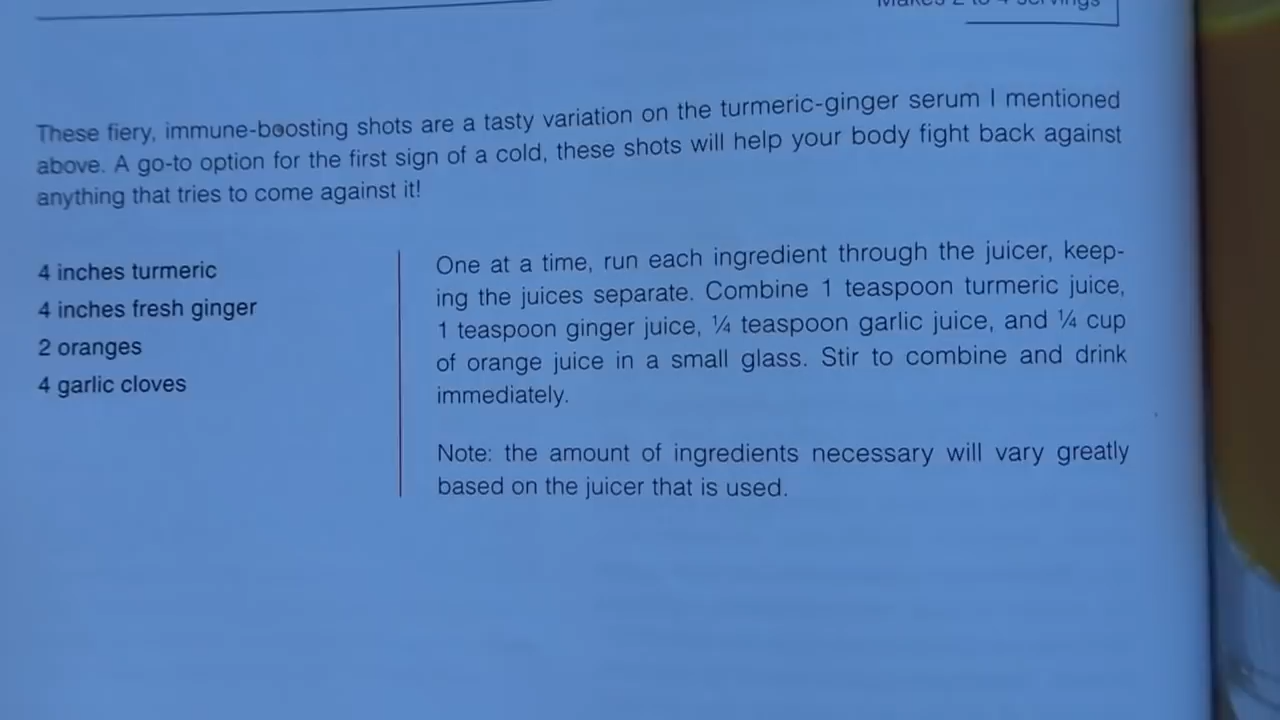 Makes 2 to 4 servings
These fiery, immune-boosting shots are a tasty variation on the turmeric-ginger serum I mentioned
above. A go-to option for the first sign of a cold, these shots will help your body fight back against
anything that tries to come against it!
4 inches turmeric
4 inches fresh ginger
2 oranges
4 garlic cloves
One at a time, run each ingredient through the juicer, keep-
ing the juices separate. Combine 1 teaspoon turmeric juice,
1 teaspoon ginger juice, ¼ teaspoon garlic juice, and ¼ cup
of orange juice in a small glass. Stir to combine and drink
immediately.
Note: the amount of ingredients necessary will vary greatly
based on the juicer that is used.